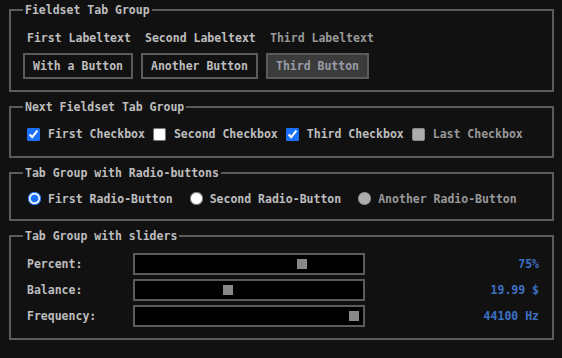 Fieldset Tab Group
First Labeltext Second Labeltext Third Labeltext
With a Button Another Button Third Button
Next Fieldset Tab Group
First Checkbox Second Checkbox Third Checkbox Last Checkbox
Tab Group with Radio-buttons
First Radio-Button Second Radio-Button Another Radio-Button
Tab Group with sliders
Percent: 75%
Balance: 19.99 $
Frequency: 44100 Hz